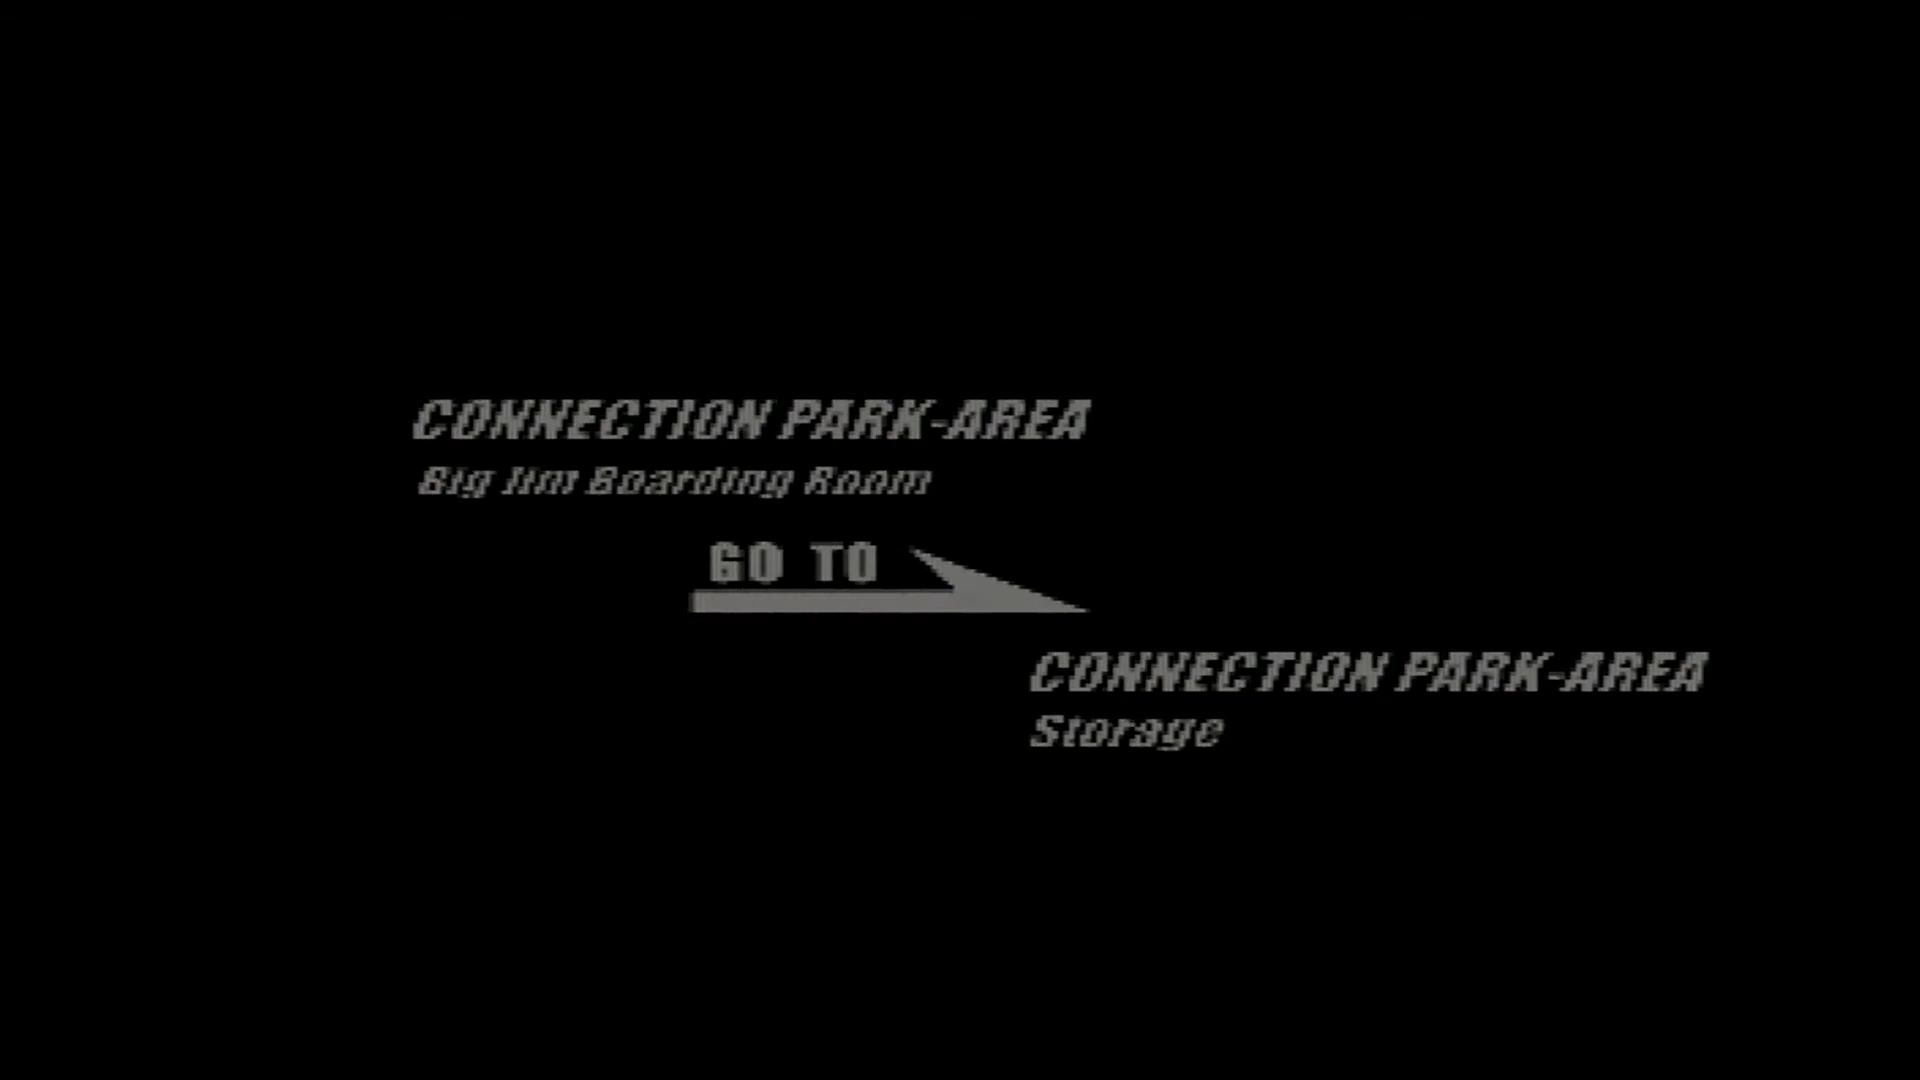 CONNECTION PARK-AREA
Big Jim Boarding Room
GO TO
CONNECTION PARK-AREA
Storage